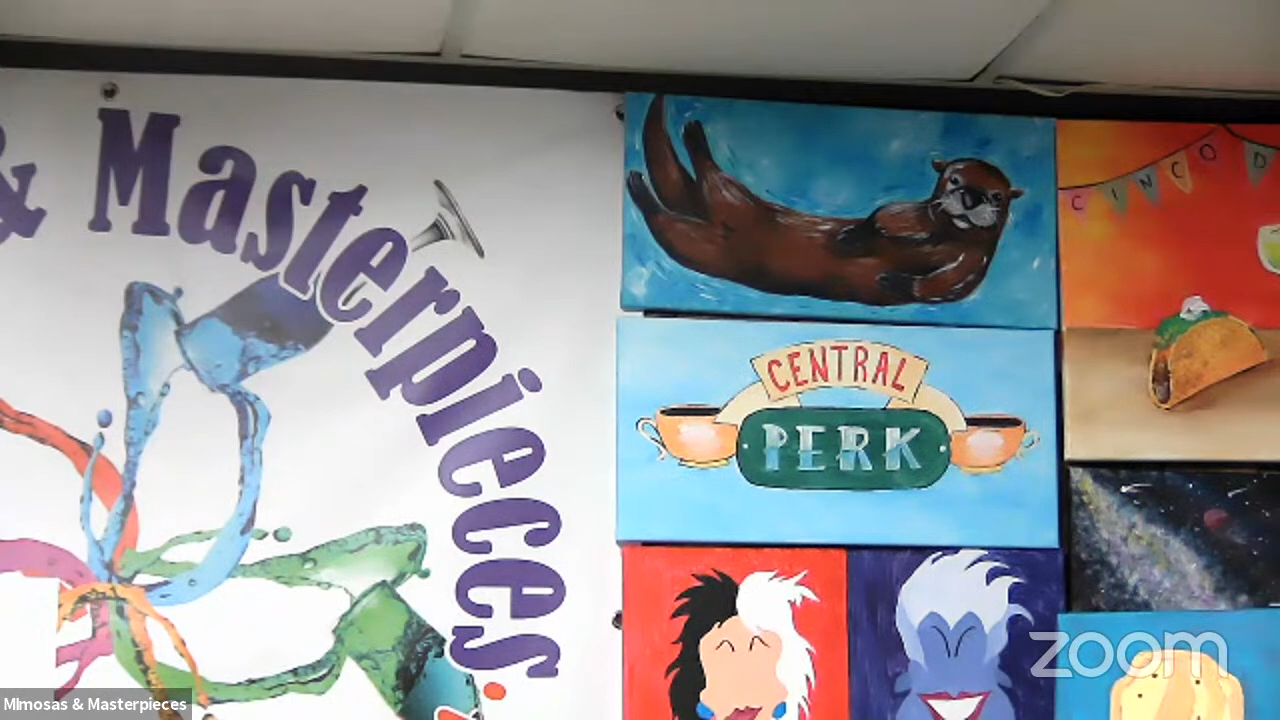 & Masterpieces.
CINCO D
CENTRAL
PERK
zoom
MImosas & Masterpieces